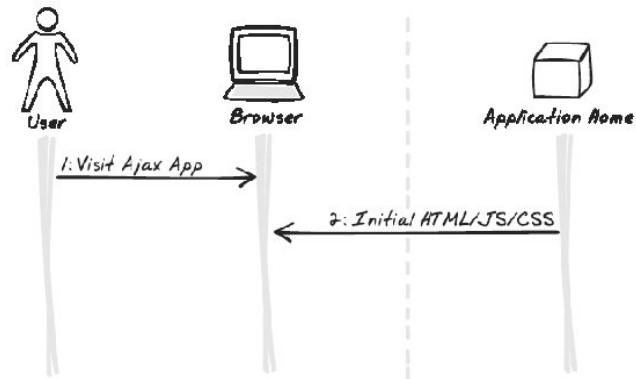 User
Browser
Application Home
1: Visit Ajax App
2: Initial HTML/JS/CSS